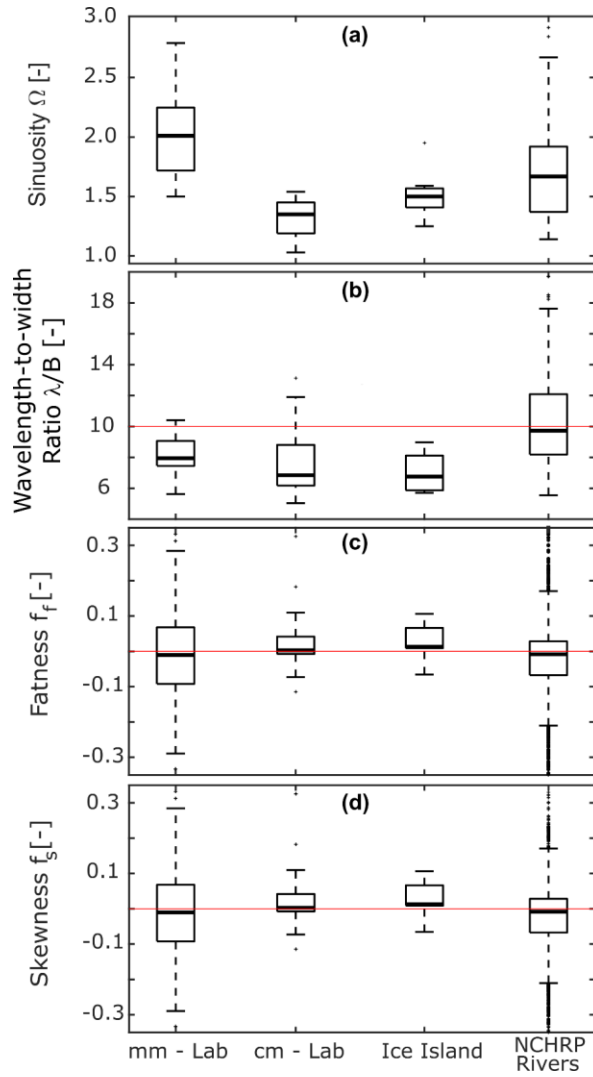 (a)
3.0
2.5
2.0
1.5
1.0
Sinuosity Ω [-]
(b)
18
14
10
6
Wavelength-to-width
Ratio λ/B [-]
(c)
0.3
0.1
-0.1
-0.3
Fatness f_f [-]
(d)
0.3
0.1
-0.1
-0.3
Skewness f_s[-]
mm - Lab
cm - Lab
Ice Island
NCHRP
Rivers